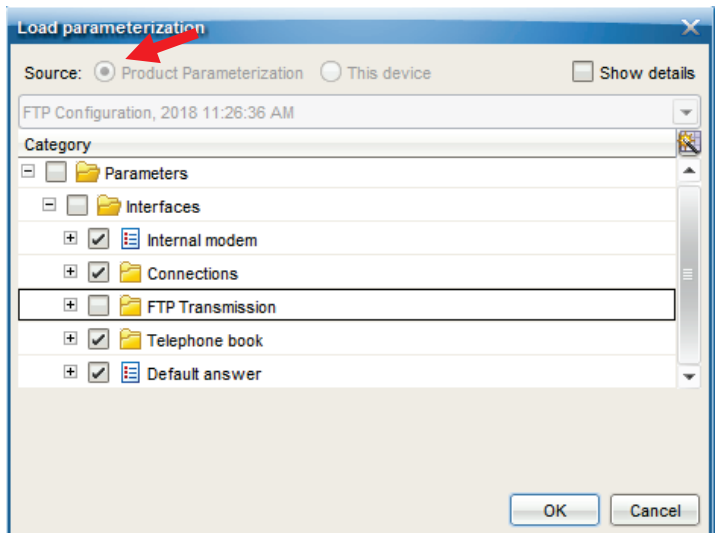 Load parameterization
Source: Product Parameterization This device Show details
FTP Configuration, 2018 11:26:36 AM
Category
Parameters
Interfaces
Internal modem
Connections
FTP Transmission
Telephone book
Default answer
OK Cancel